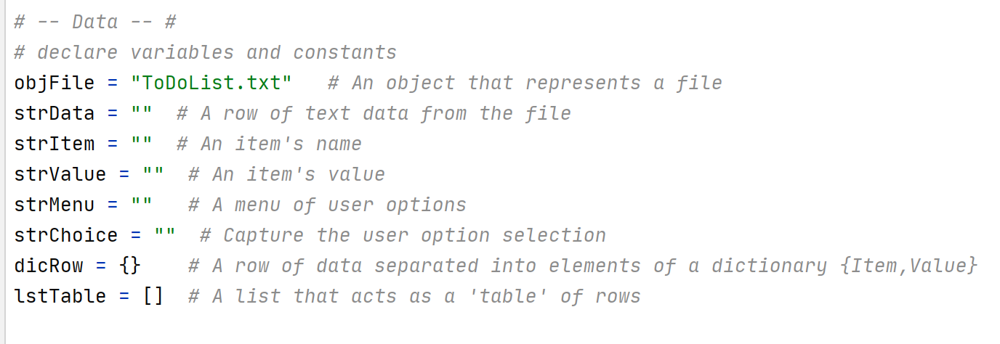 # -- Data -- #
# declare variables and constants
objFile = "ToDoList.txt"   # An object that represents a file
strData = ""  # A row of text data from the file
strItem = ""  # An item's name
strValue = ""  # An item's value
strMenu = ""   # A menu of user options
strChoice = ""  # Capture the user option selection
dicRow = {}    # A row of data separated into elements of a dictionary {Item,Value}
lstTable = []  # A list that acts as a 'table' of rows